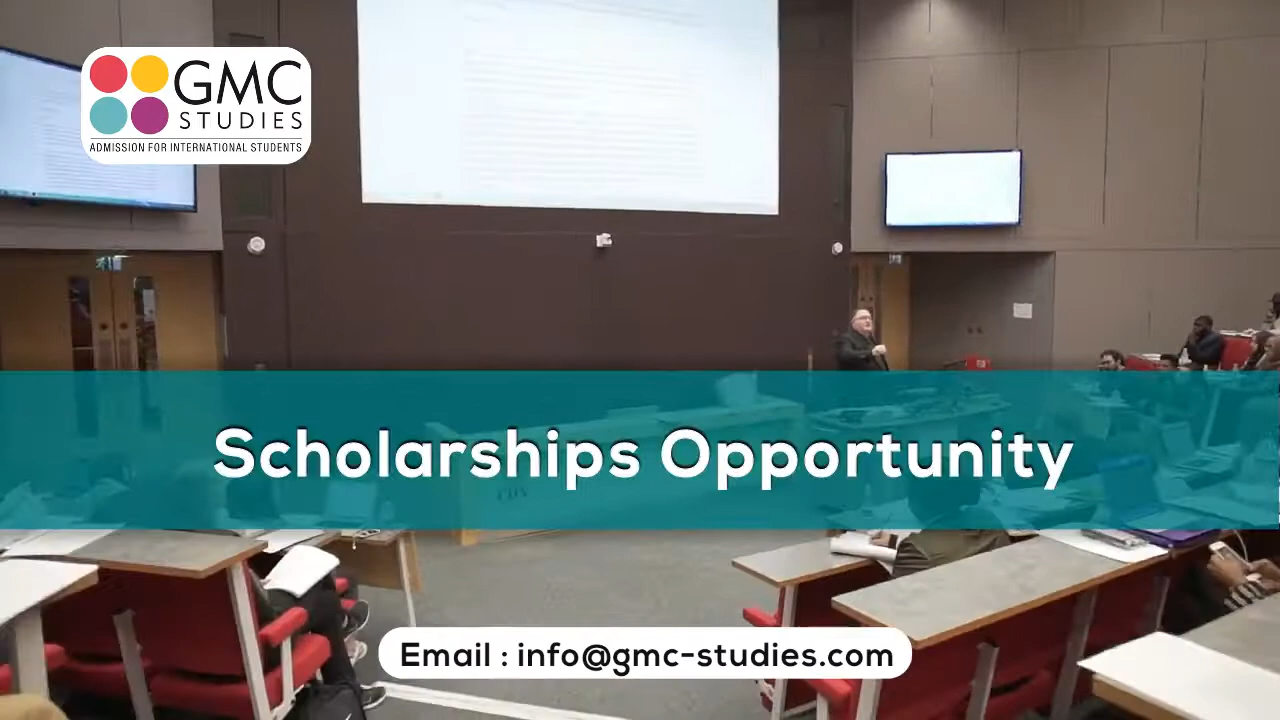 GMC
STUDIES
ADMISSION FOR INTERNATIONAL STUDENTS
Scholarships Opportunity
Email : info@gmc-studies.com